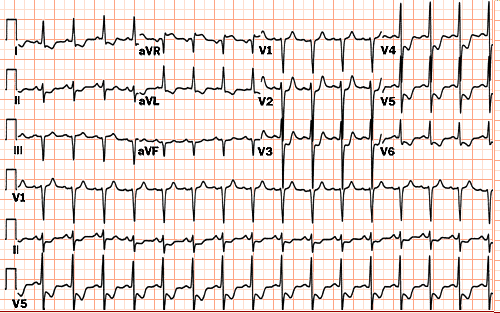 I aVR V1 V4
II aVL V2 V5
III aVF V3 V6
V1
II
V5